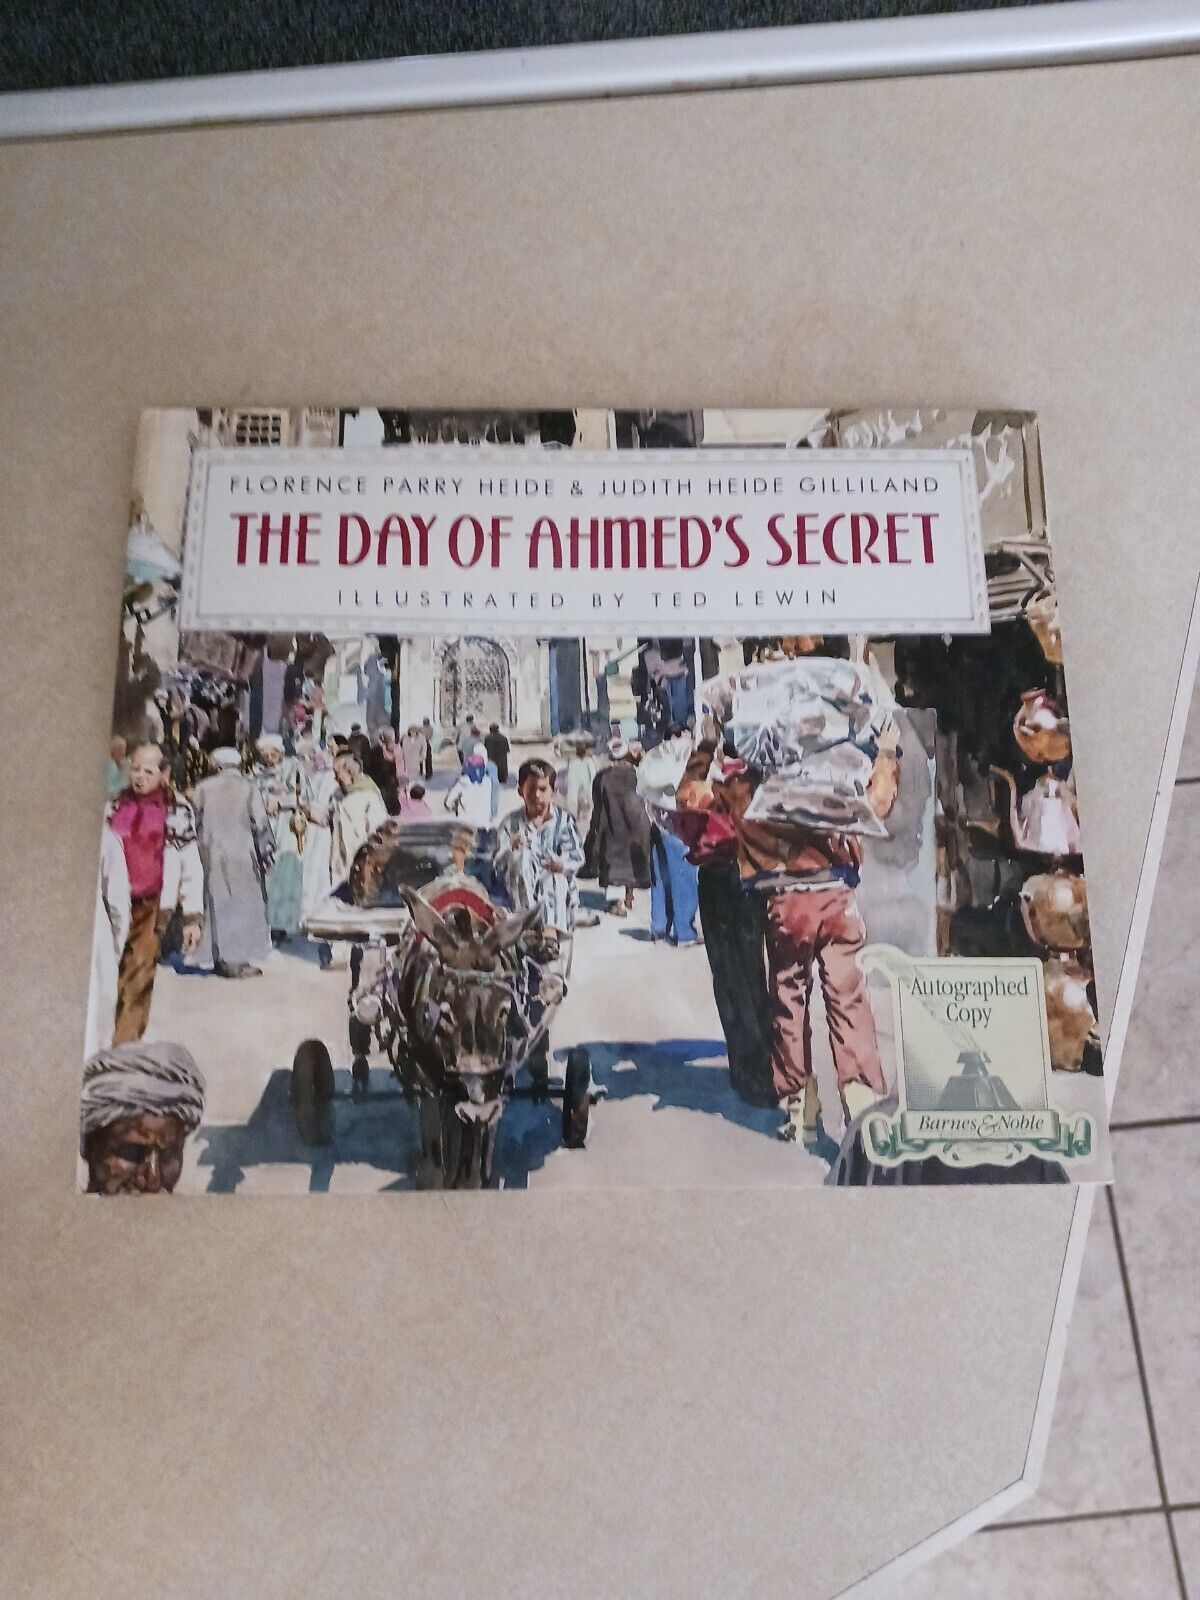 FLORENCE PARRY HEIDE & JUDITH HEIDE GILLILAND
THE DAY OF AHMED'S SECRET
ILLUSTRATED BY TED LEWIN
Autographed
Copy
Barnes & Noble